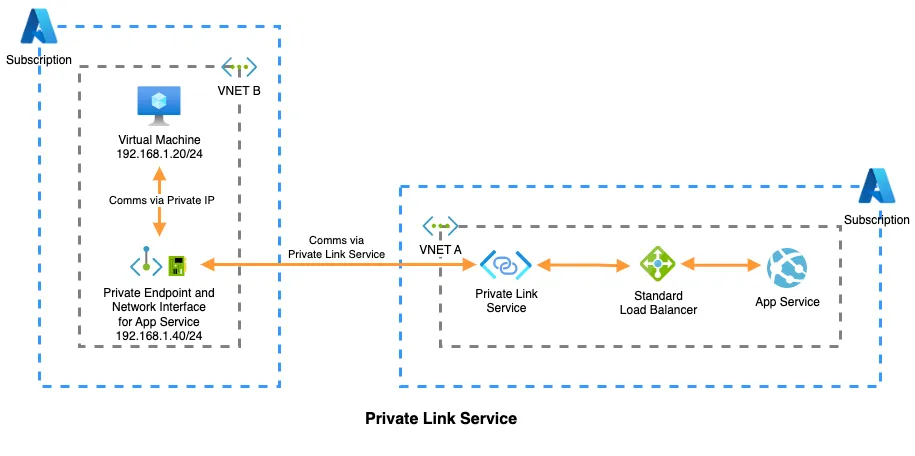 Subscription
VNET B
Virtual Machine
192.168.1.20/24
Comms via Private IP
Private Endpoint and
Network Interface
for App Service
192.168.1.40/24
Comms via
Private Link Service
Subscription
VNET A
Private Link
Service
Standard
Load Balancer
App Service
Private Link Service